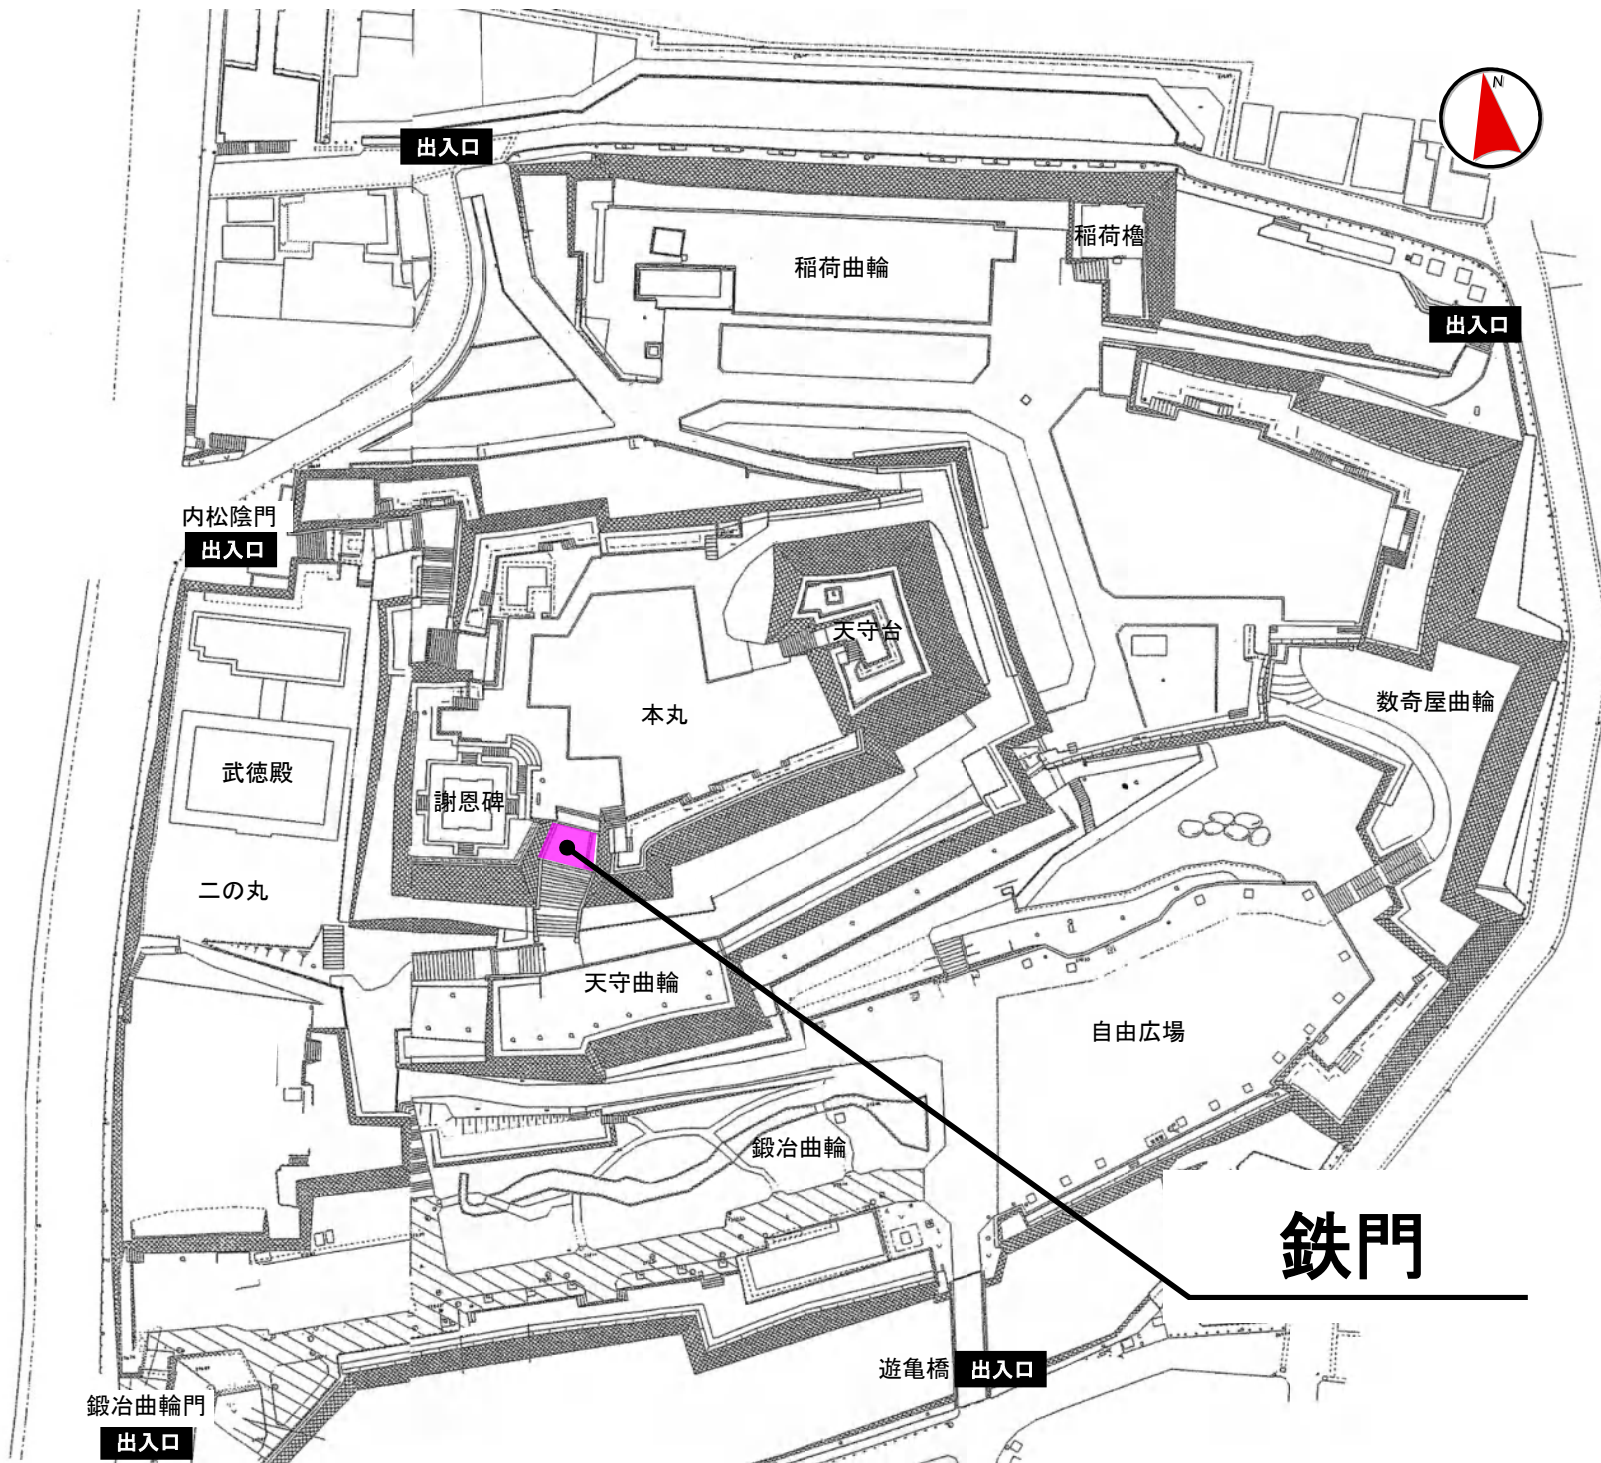 N
出入口
稲荷櫓
稲荷曲輪
出入口
内松陰門
出入口
天守台
数奇屋曲輪
本丸
武徳殿
謝恩碑
二の丸
天守曲輪
自由広場
鍛冶曲輪
鉄門
遊亀橋 出入口
鍛冶曲輪門
出入口